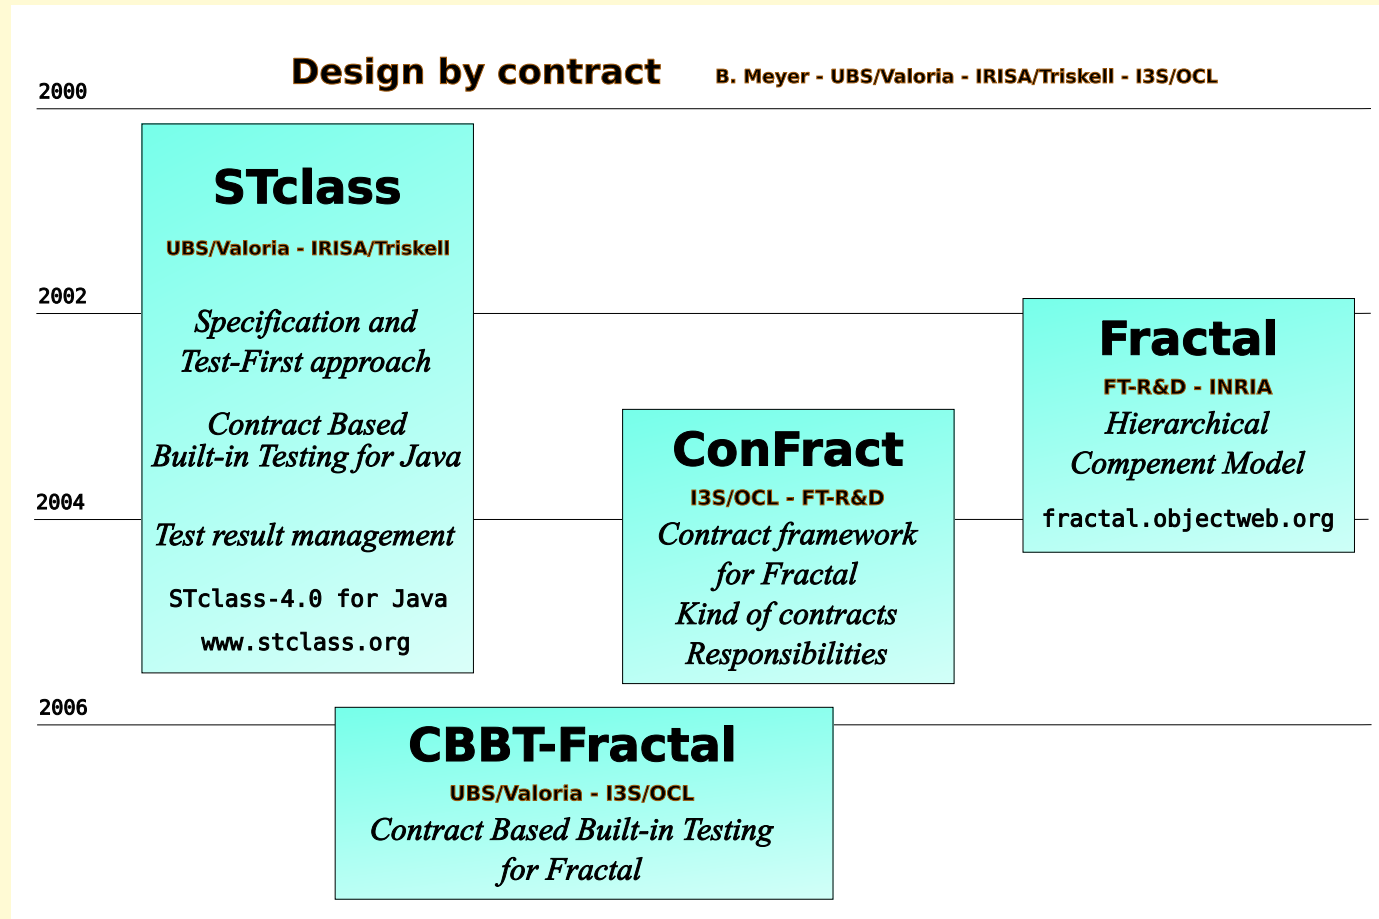 Design by contract
B. Meyer - UBS/Valoria - IRISA/Triskell - I3S/OCL
2000
STclass
UBS/Valoria - IRISA/Triskell
Specification and
Test-First approach
Contract Based
Built-in Testing for Java
Test result management
STclass-4.0 for Java
www.stclass.org
2002
Fractal
FT-R&D - INRIA
Hierarchical
Compenent Model
fractal.objectweb.org
ConFract
I3S/OCL - FT-R&D
Contract framework
for Fractal
Kind of contracts
Responsibilities
2004
2006
CBBT-Fractal
UBS/Valoria - I3S/OCL
Contract Based Built-in Testing
for Fractal